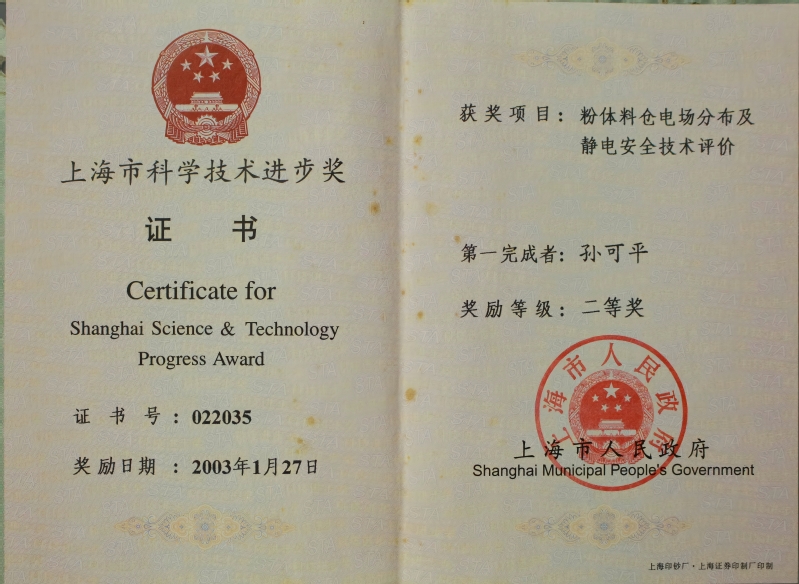 上海市科学技术进步奖
证 书
Certificate for
Shanghai Science & Technology
Progress Award
证 书 号 : 022035
奖励日期 : 2003年1月27日
获奖项目: 粉体料仓电场分布及
静电安全技术评价
第一完成者: 孙可平
奖励等级: 二等奖
上海市人民政府
上海市人民政府
Shanghai Municipal People's Government
上海印钞厂·上海证券印制厂印制